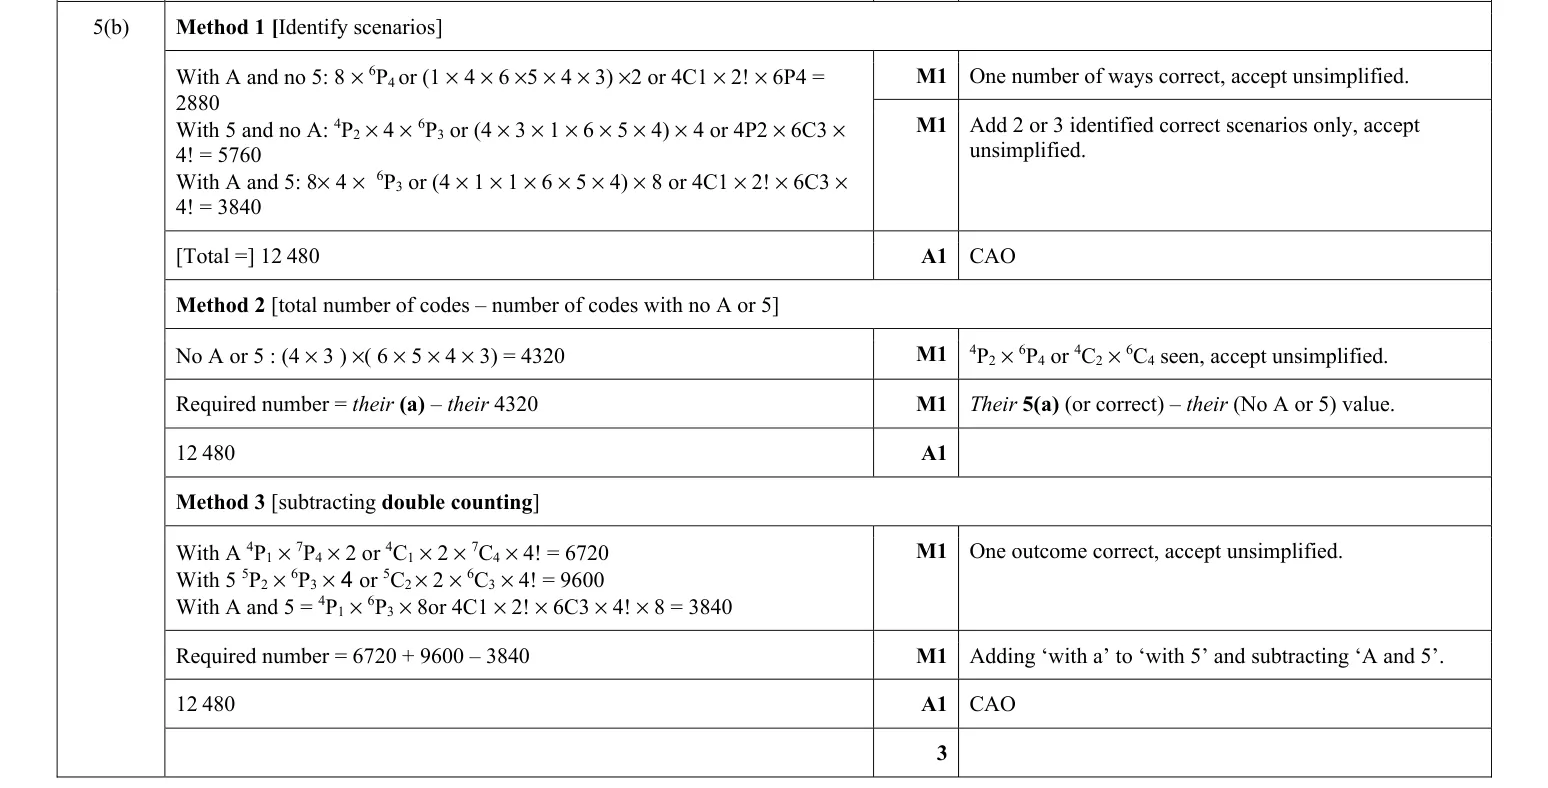 5(b)
Method 1 [Identify scenarios]
With A and no 5: 8 × ⁶P₄ or (1 × 4 × 6 ×5 × 4 × 3) ×2 or 4C1 × 2! × 6P4 =
2880
M1
One number of ways correct, accept unsimplified.
With 5 and no A: ⁴P₂ × 4 × ⁶P₃ or (4 × 3 × 1 × 6 × 5 × 4) × 4 or 4P2 × 6C3 ×
4! = 5760
With A and 5: 8× 4 × ⁶P₃ or (4 × 1 × 1 × 6 × 5 × 4) × 8 or 4C1 × 2! × 6C3 ×
4! = 3840
M1
Add 2 or 3 identified correct scenarios only, accept
unsimplified.
[Total =] 12 480
A1
CAO
Method 2 [total number of codes – number of codes with no A or 5]
No A or 5 : (4 × 3 ) ×( 6 × 5 × 4 × 3) = 4320
M1
⁴P₂ × ⁶P₄ or ⁴C₂ × ⁶C₄ seen, accept unsimplified.
Required number = their (a) – their 4320
M1
Their 5(a) (or correct) – their (No A or 5) value.
12 480
A1
Method 3 [subtracting double counting]
With A ⁴P₁ × ⁷P₄ × 2 or ⁴C₁ × 2 × ⁷C₄ × 4! = 6720
With 5 ⁵P₂ × ⁶P₃ × 4 or ⁵C₂ × 2 × ⁶C₃ × 4! = 9600
With A and 5 = ⁴P₁ × ⁶P₃ × 8or 4C1 × 2! × 6C3 × 4! × 8 = 3840
M1
One outcome correct, accept unsimplified.
Required number = 6720 + 9600 – 3840
M1
Adding ‘with a’ to ‘with 5’ and subtracting ‘A and 5’.
12 480
A1
CAO
3